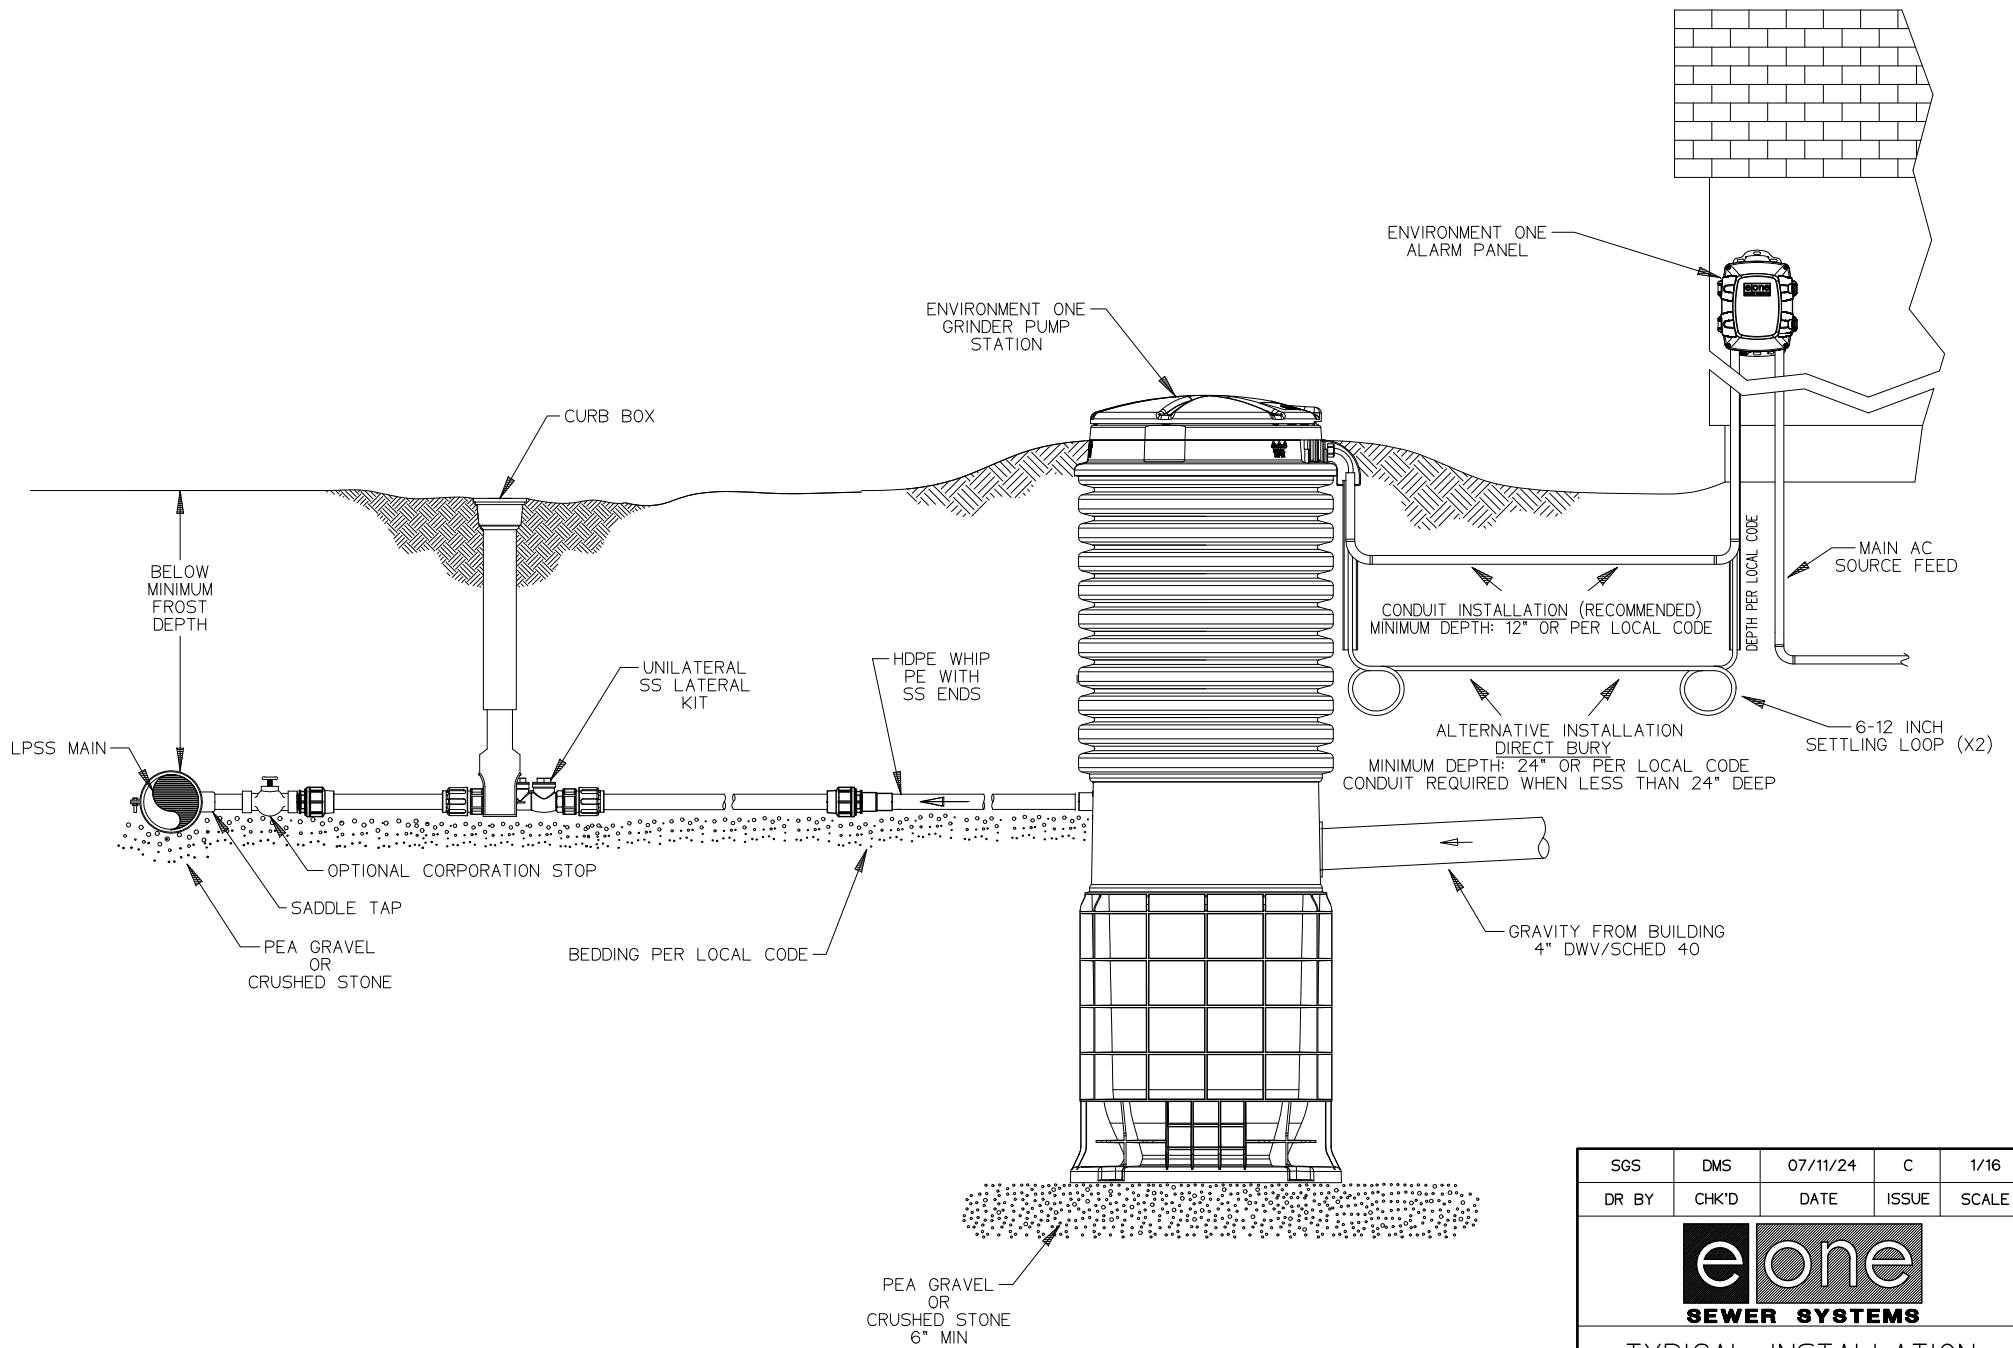 ENVIRONMENT ONE
ALARM PANEL
eone
ENVIRONMENT ONE
GRINDER PUMP
STATION
CURB BOX
BELOW
MINIMUM
FROST
DEPTH
DEPTH PER LOCAL CODE
MAIN AC
SOURCE FEED
CONDUIT INSTALLATION (RECOMMENDED)
MINIMUM DEPTH: 12" OR PER LOCAL CODE
UNILATERAL
SS LATERAL
KIT
HDPE WHIP
PE WITH
SS ENDS
LPSS MAIN
ALTERNATIVE INSTALLATION
DIRECT BURY
MINIMUM DEPTH: 24" OR PER LOCAL CODE
CONDUIT REQUIRED WHEN LESS THAN 24" DEEP
6-12 INCH
SETTLING LOOP (X2)
OPTIONAL CORPORATION STOP
SADDLE TAP
PEA GRAVEL
OR
CRUSHED STONE
BEDDING PER LOCAL CODE
GRAVITY FROM BUILDING
4" DWV/SCHED 40
PEA GRAVEL
OR
CRUSHED STONE
6" MIN
SGS DMS 07/11/24 C 1/16
DR BY CHK'D DATE ISSUE SCALE
eone
SEWER SYSTEMS
TYPICAL INSTALLATION